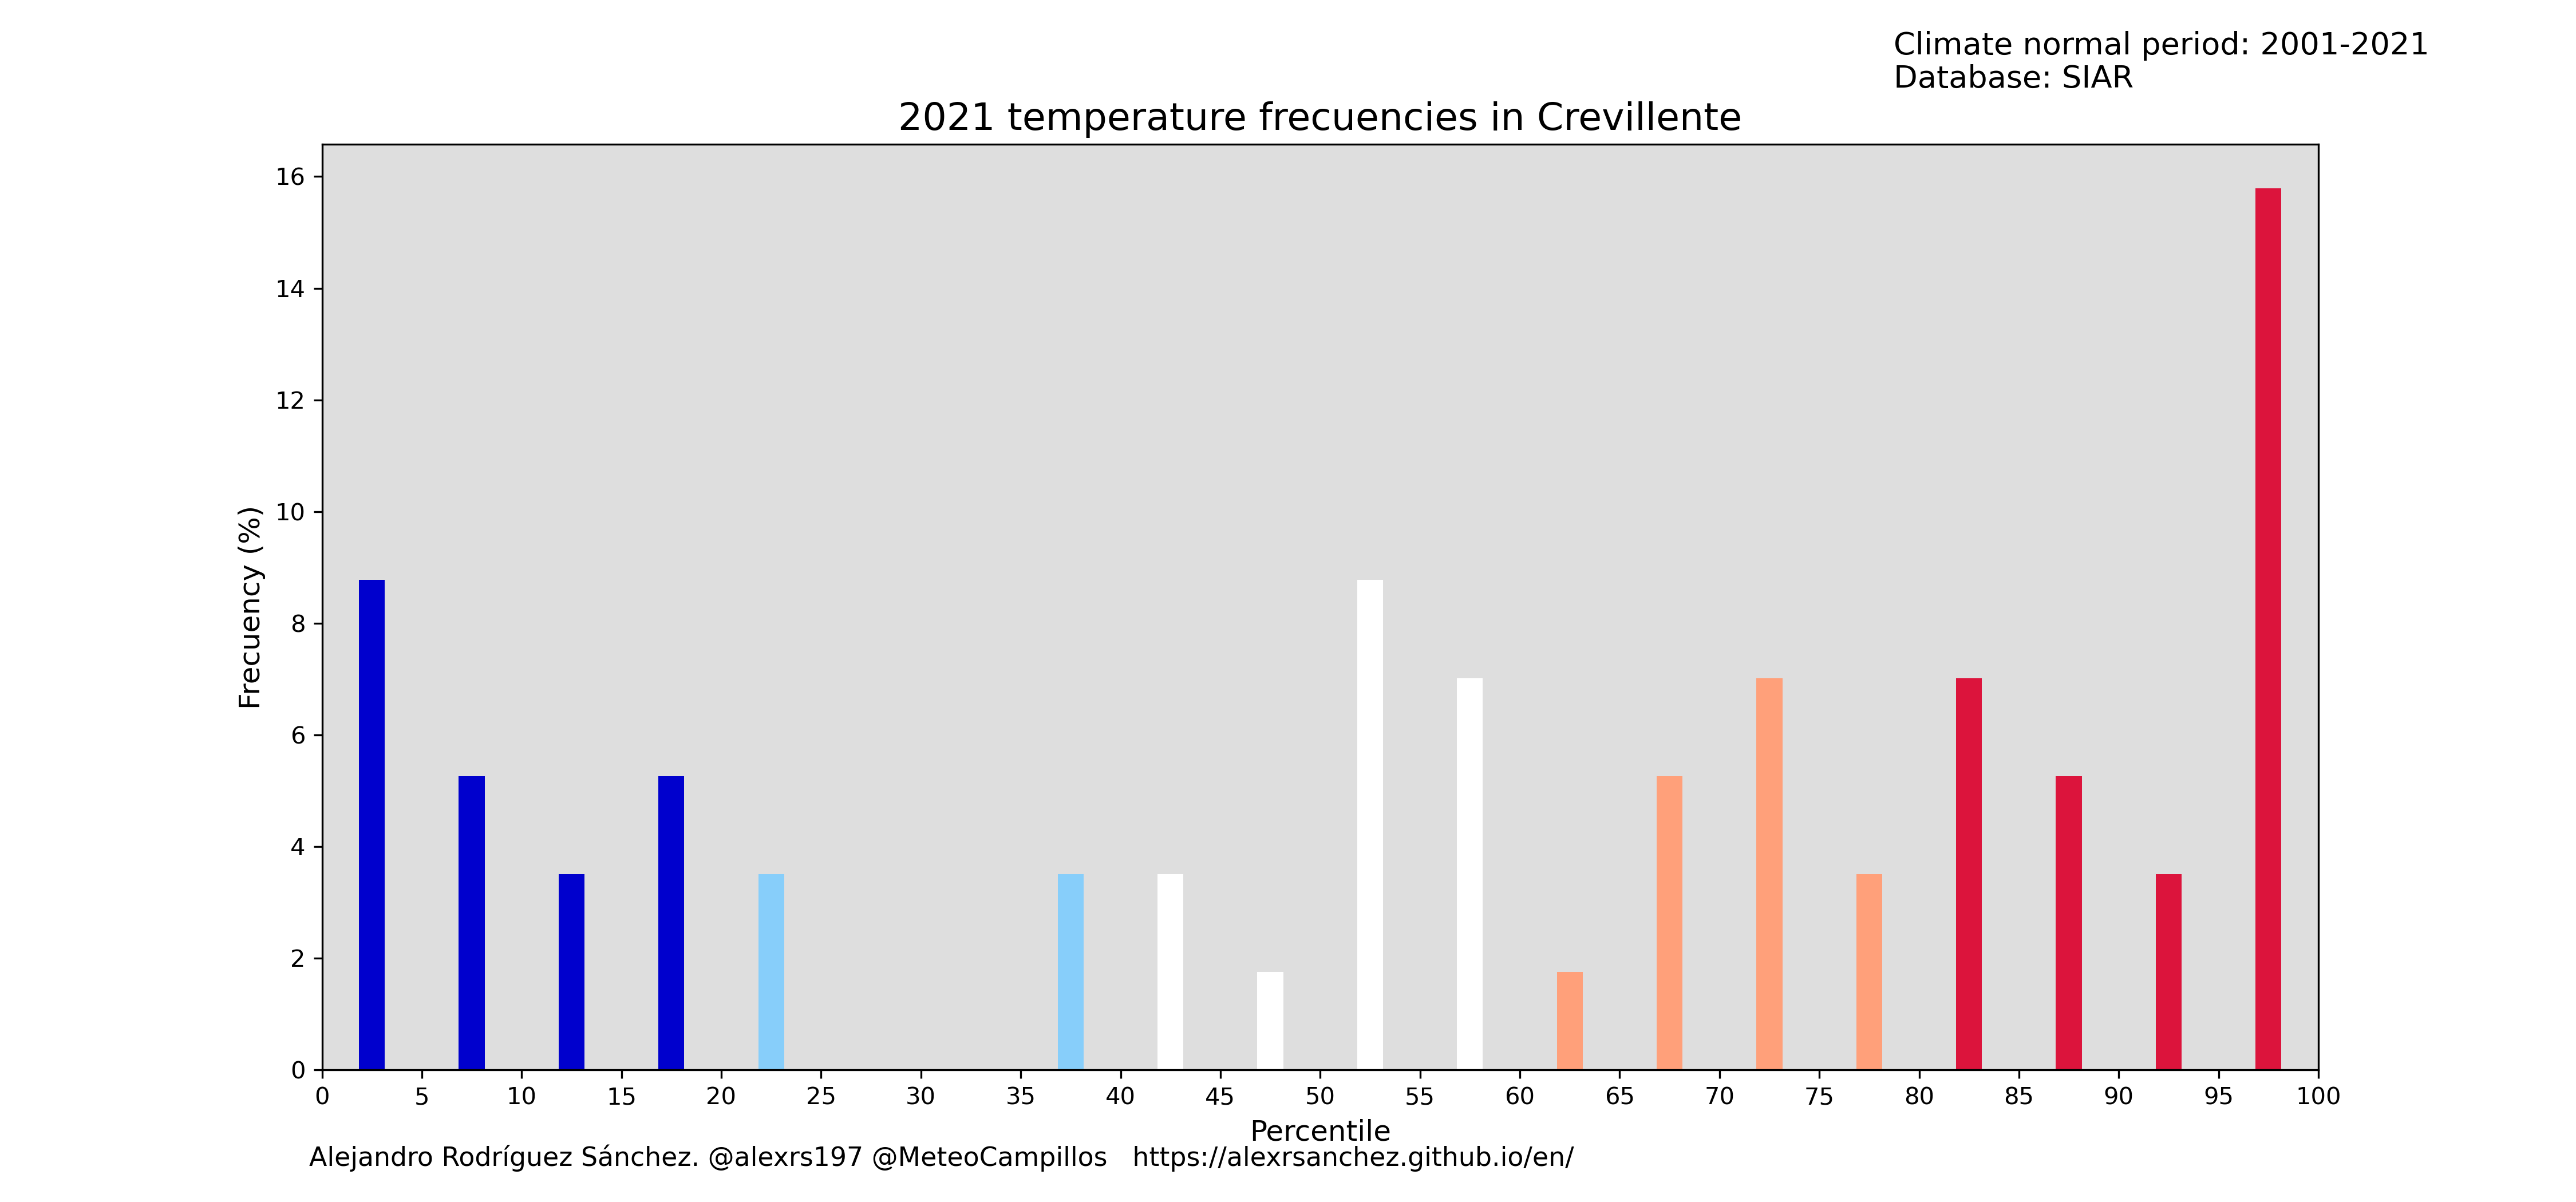 Climate normal period: 2001-2021
Database: SIAR
2021 temperature frecuencies in Crevillente
16
14
12
10
8
6
4
2
0
Frecuency (%)
0 5 10 15 20 25 30 35 40 45 50 55 60 65 70 75 80 85 90 95 100
Percentile
Alejandro Rodríguez Sánchez. @alexrs197 @MeteoCampillos https://alexrsanchez.github.io/en/